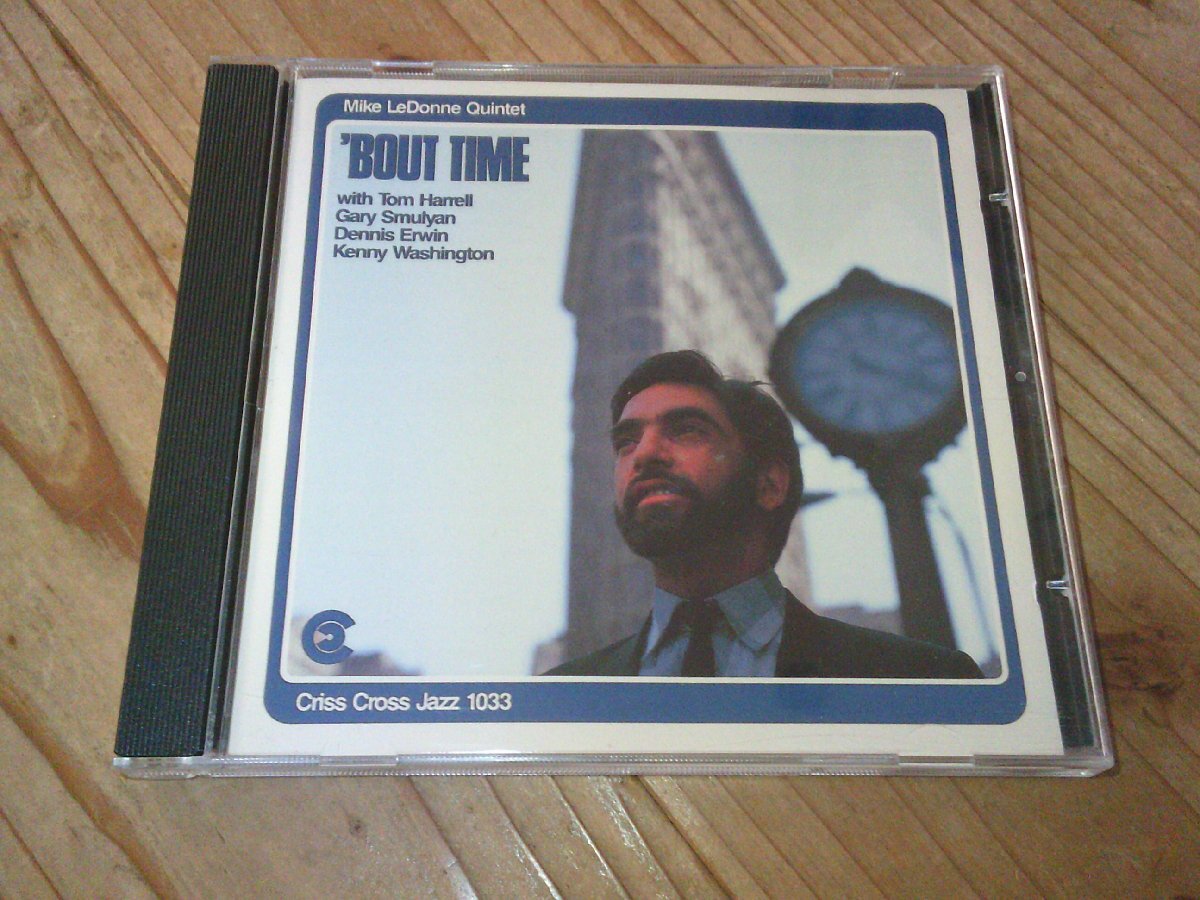 Mike LeDonne Quintet
'BOUT TIME
with Tom Harrell
Gary Smulyan
Dennis Erwin
Kenny Washington
Criss Cross Jazz 1033